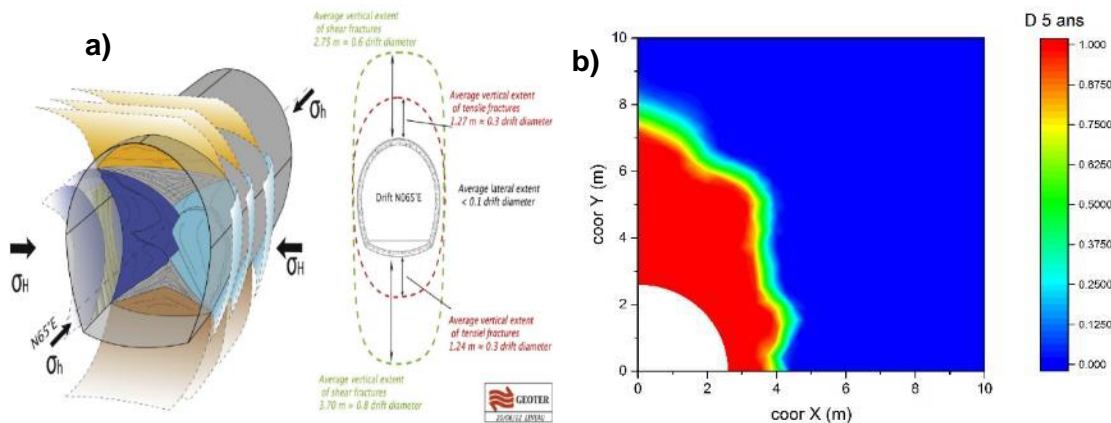 a)
σh
σH
σH
N65°E
σh
Average vertical extent
of shear fractures
2.75 m = 0.6 drift diameter
Average vertical extent
of tensile fractures
1.27 m = 0.3 drift diameter
Drift N065°E
Average lateral extent
< 0.1 drift diameter
Average vertical extent
of tensiel fractures
1.24 m = 0.3 drift diameter
Average vertical extent
of shear fractures
3.70 m = 0.8 drift diameter
GEOTER
b)
D 5 ans
coor Y (m)
10
8
6
4
2
0
0
2
4
6
8
10
coor X (m)
1.000
0.8750
0.7500
0.6250
0.5000
0.3750
0.2500
0.1250
0.000